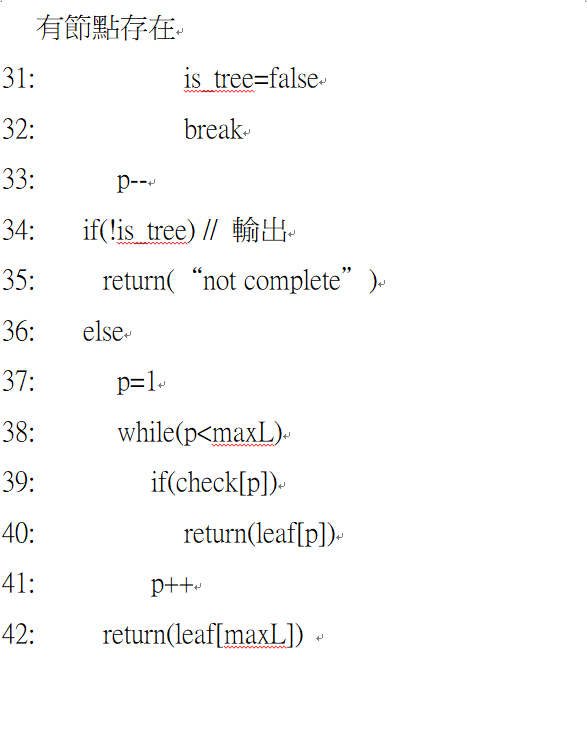 有節點存在
31: is_tree=false
32: break
33: p--
34: if(!is_tree) // 輸出
35: return( “not complete” )
36: else
37: p=1
38: while(p<maxL)
39: if(check[p])
40: return(leaf[p])
41: p++
42: return(leaf[maxL])